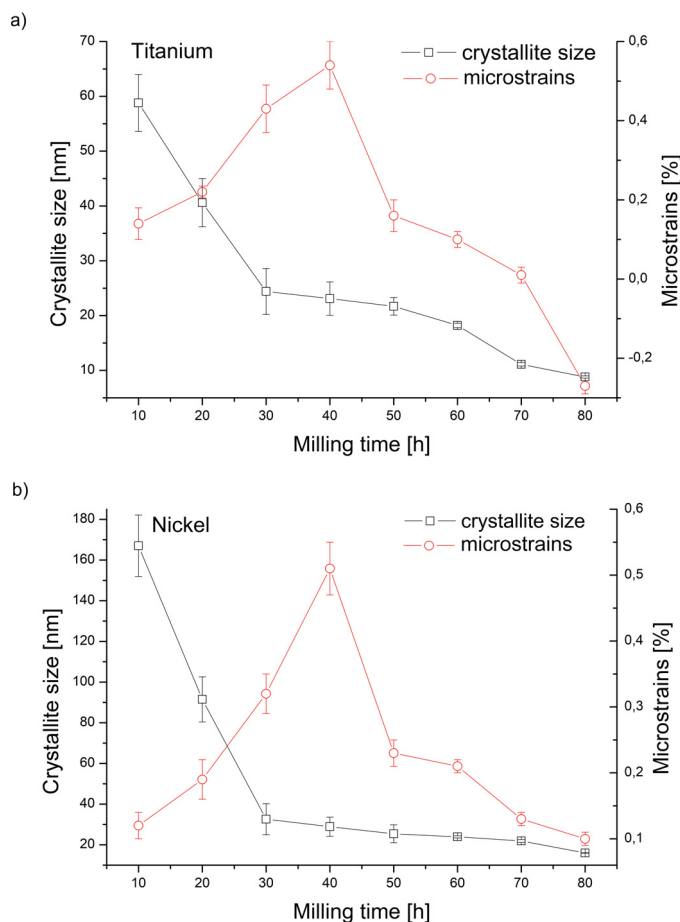 a)
Titanium
crystallite size
microstrains
70
60
50
40
30
20
10
Crystallite size [nm]
0,6
0,4
0,2
0,0
-0,2
Microstrains [%]
10 20 30 40 50 60 70 80
Milling time [h]
b)
Nickel
crystallite size
microstrains
180
160
140
120
100
80
60
40
20
Crystallite size [nm]
0,6
0,5
0,4
0,3
0,2
0,1
Microstrains [%]
10 20 30 40 50 60 70 80
Milling time [h]